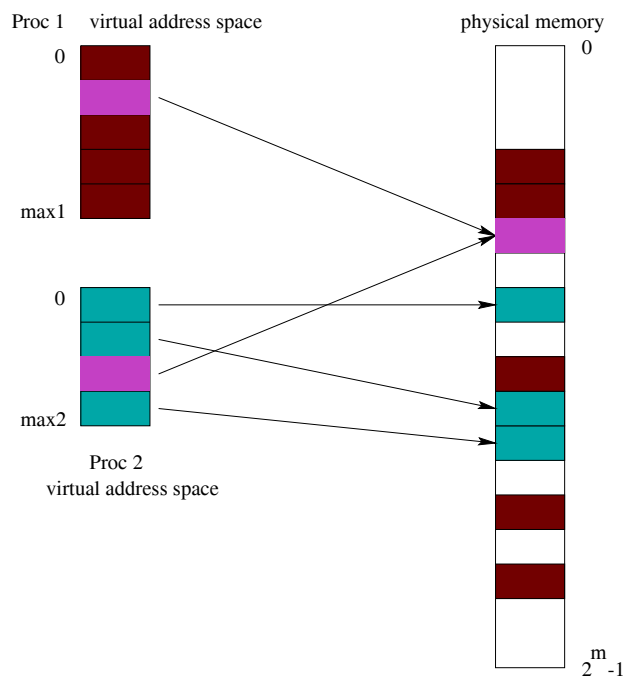 Proc 1 virtual address space
physical memory
0
0
max1
0
max2
Proc 2
virtual address space
m
2 -1